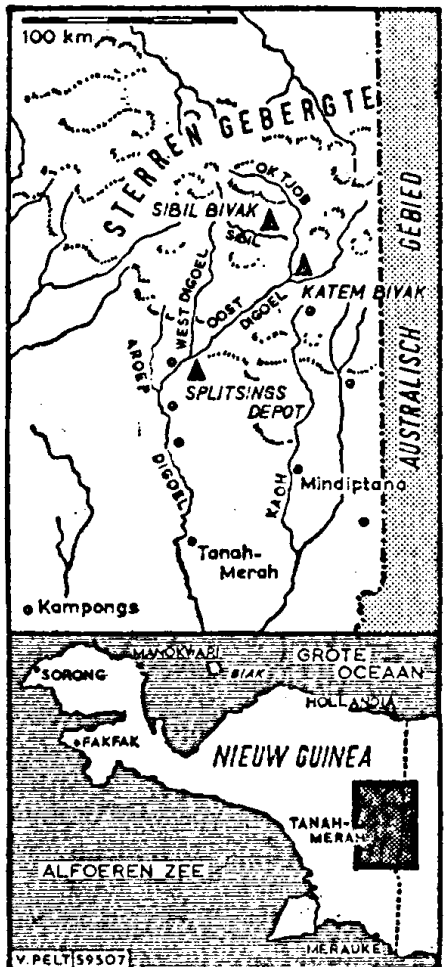 100 km
STERREN GEBERGTE
OK TJOB
SIBIL BIVAK
SIBIL
AUSTRALISCH GEBIED
KATEM BIVAK
WEST DIGOEL
OOST DIGOEL
AROEP
SPLITSINGS
DEPOT
DIGOEL
KAOH
Mindiptana
Tanah-
Merah
Kampongs
MANOKWARI
GROTE
OCEAAN
SORONG
BIAK
HOLLANDIA
FAKFAK
NIEUW GUINEA
TANAH-
MERAH
ALFOEREN ZEE
MERAUKE
V.PELT 59507